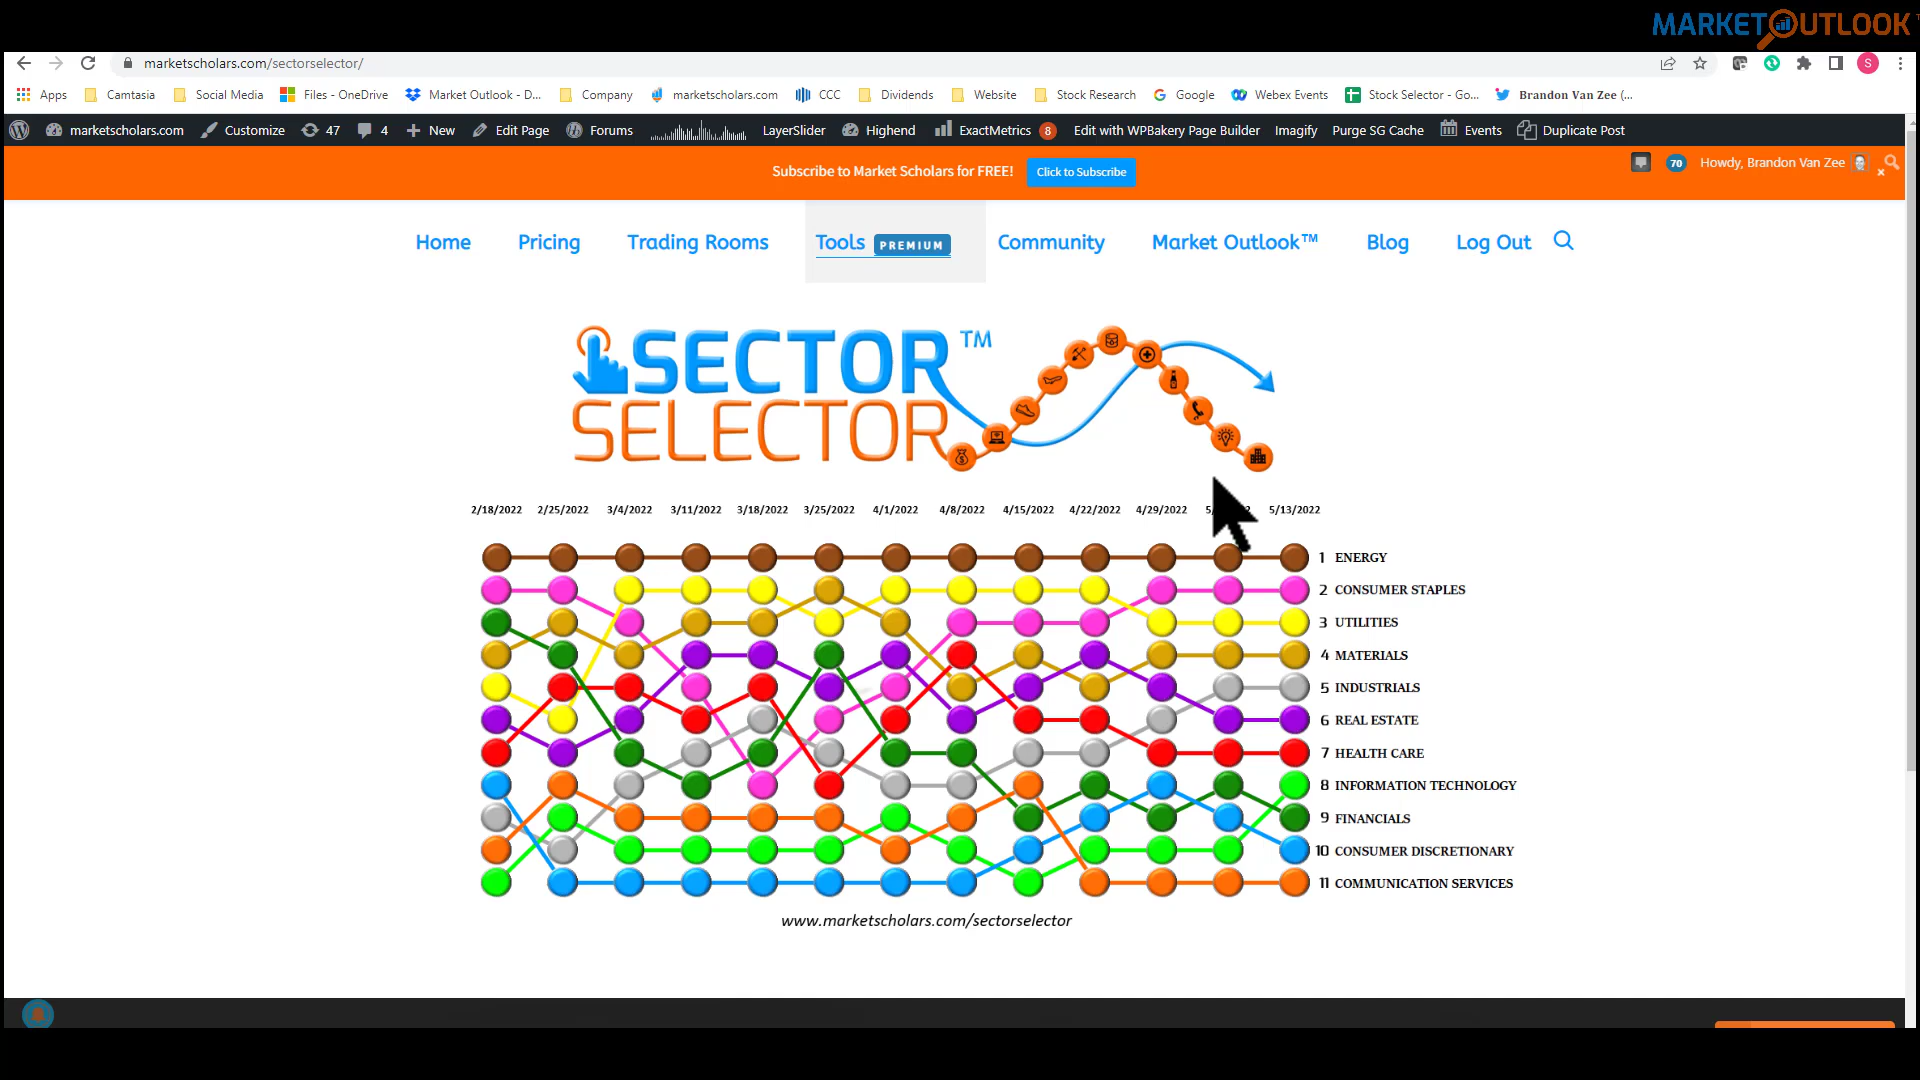 MARKETOUTLOOK
marketscholars.com/sectorselector/
S
Apps Camtasia Social Media Files - OneDrive Market Outlook - D... Company marketscholars.com CCC Dividends Website Stock Research Google Webex Events Stock Selector - Go... Brandon Van Zee (...
marketscholars.com Customize 47 4 New Edit Page Forums LayerSlider Highend ExactMetrics 8 Edit with WPBakery Page Builder Imagify Purge SG Cache Events Duplicate Post
Subscribe to Market Scholars for FREE! Click to Subscribe 70 Howdy, Brandon Van Zee
Home Pricing Trading Rooms Tools PREMIUM Community Market Outlook™ Blog Log Out
SECTOR™
SELECTOR
2/18/2022 2/25/2022 3/4/2022 3/11/2022 3/18/2022 3/25/2022 4/1/2022 4/8/2022 4/15/2022 4/22/2022 4/29/2022 5/13/2022
1 ENERGY
2 CONSUMER STAPLES
3 UTILITIES
4 MATERIALS
5 INDUSTRIALS
6 REAL ESTATE
7 HEALTH CARE
8 INFORMATION TECHNOLOGY
9 FINANCIALS
10 CONSUMER DISCRETIONARY
11 COMMUNICATION SERVICES
www.marketscholars.com/sectorselector